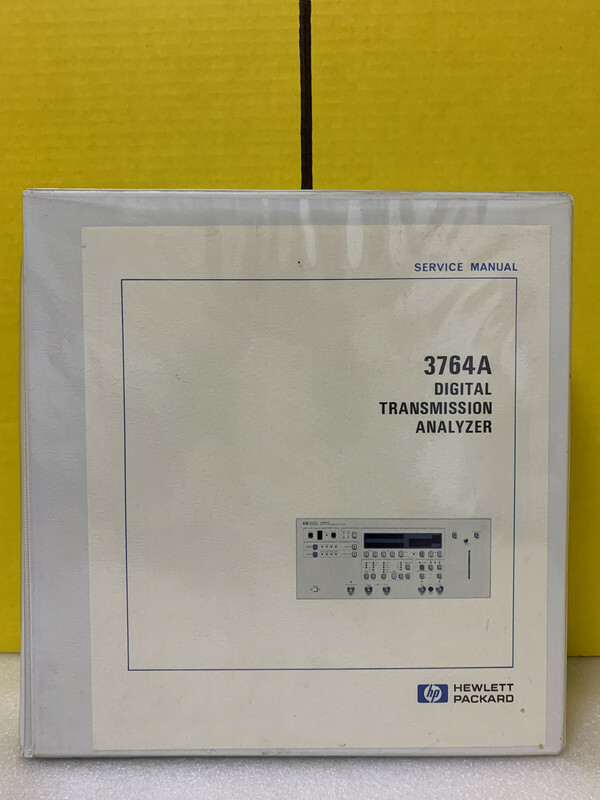 SERVICE MANUAL
3764A
DIGITAL
TRANSMISSION
ANALYZER
hp HEWLETT
PACKARD